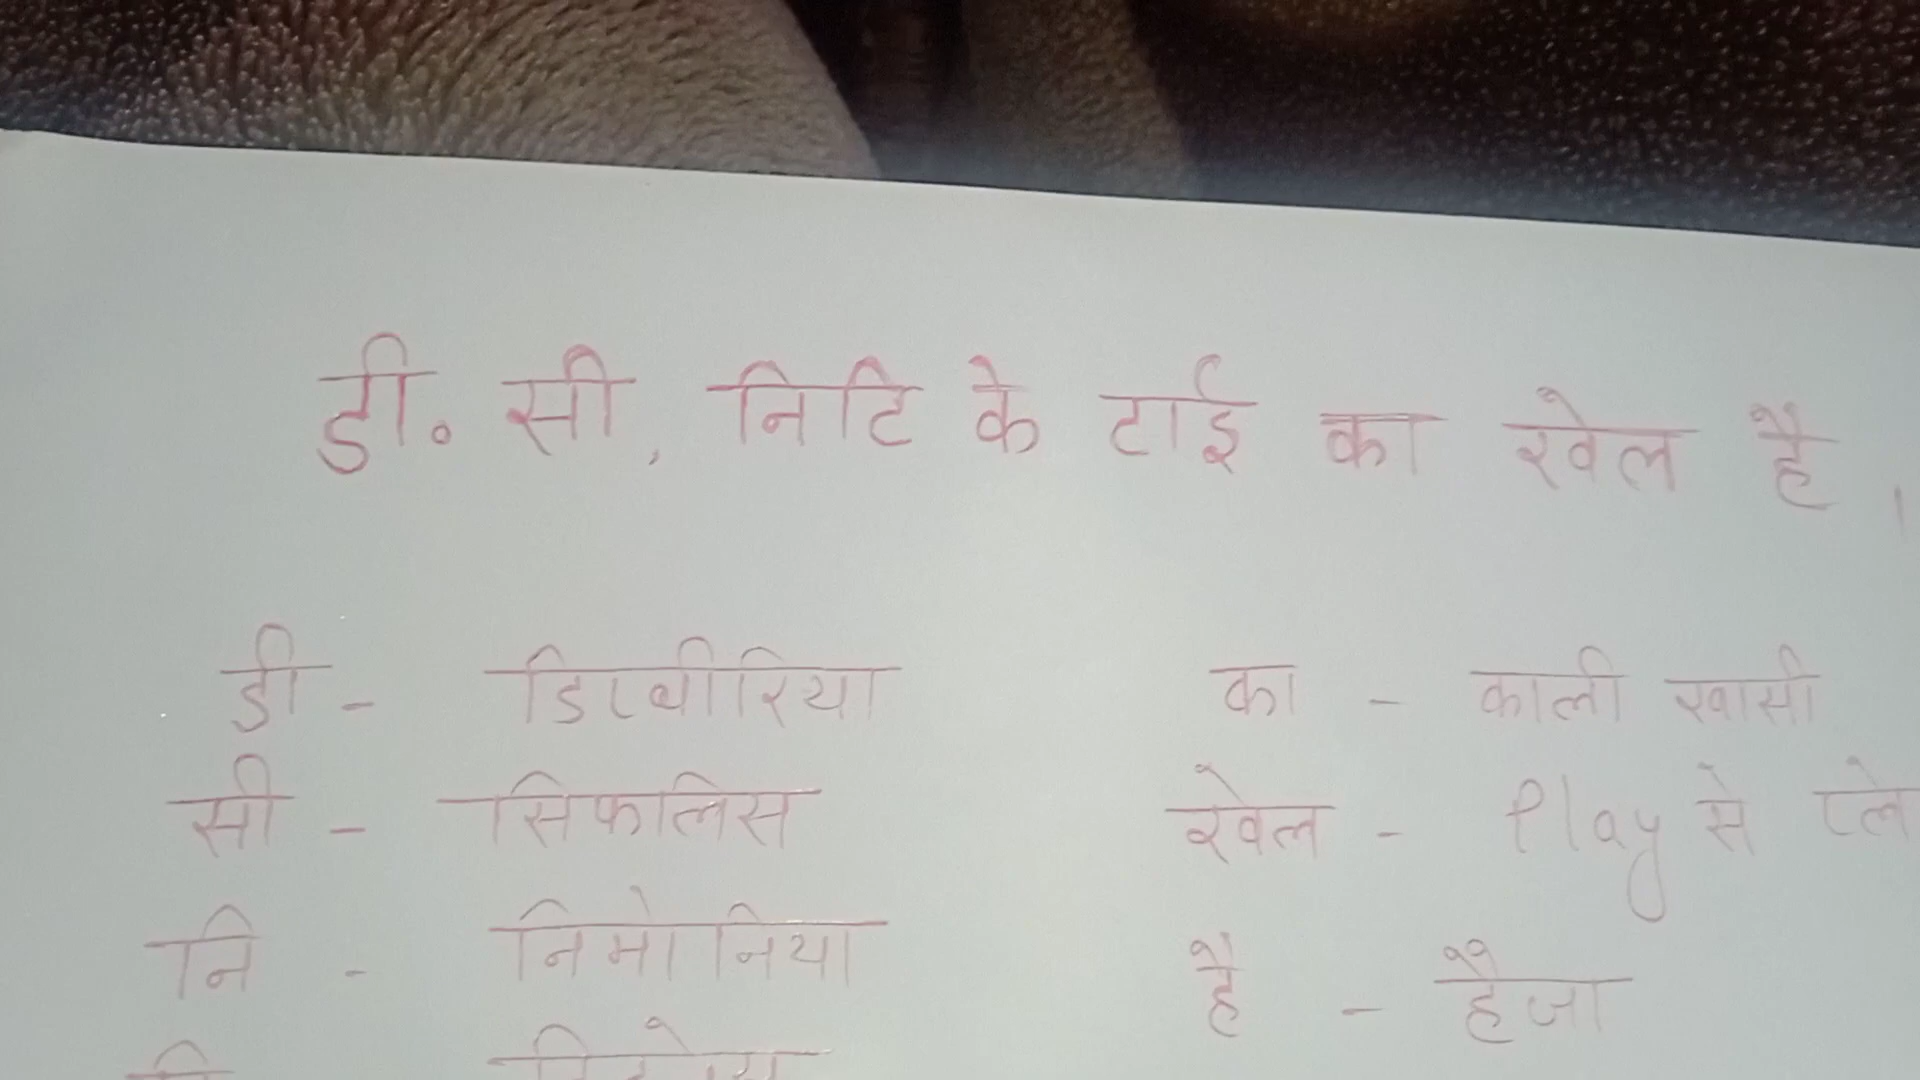 डी. सी, निटि के टाई का खेल है ।
डी - डिप्थीरिया
सी - सिफलिस
नि - निमोनिया
का - काली खासी
खेल - Play से प्ले
है - हैजा